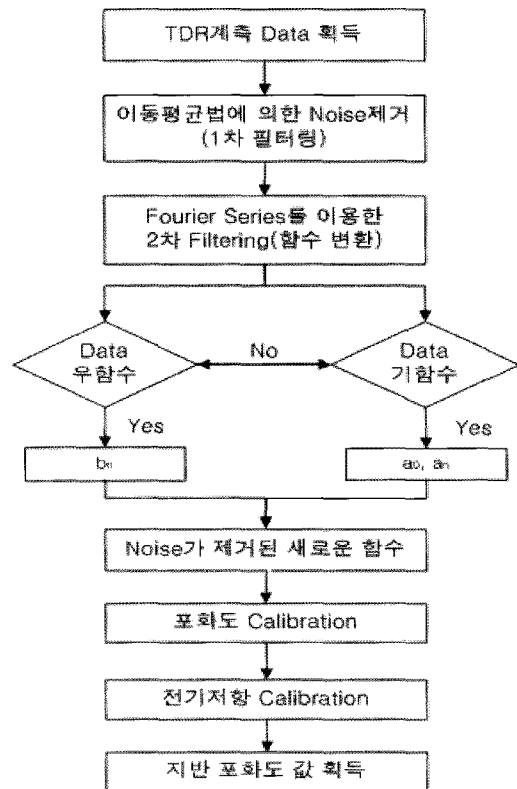 TDR계측 Data 획득
이동평균법에 의한 Noise제거
(1차 필터링)
Fourier Series를 이용한
2차 Filtering(함수 변환)
Data
우함수
No
Data
기함수
Yes
Yes
bₙ
a₀, aₙ
Noise가 제거된 새로운 함수
포화도 Calibration
전기저항 Calibration
지반 포화도 값 획득